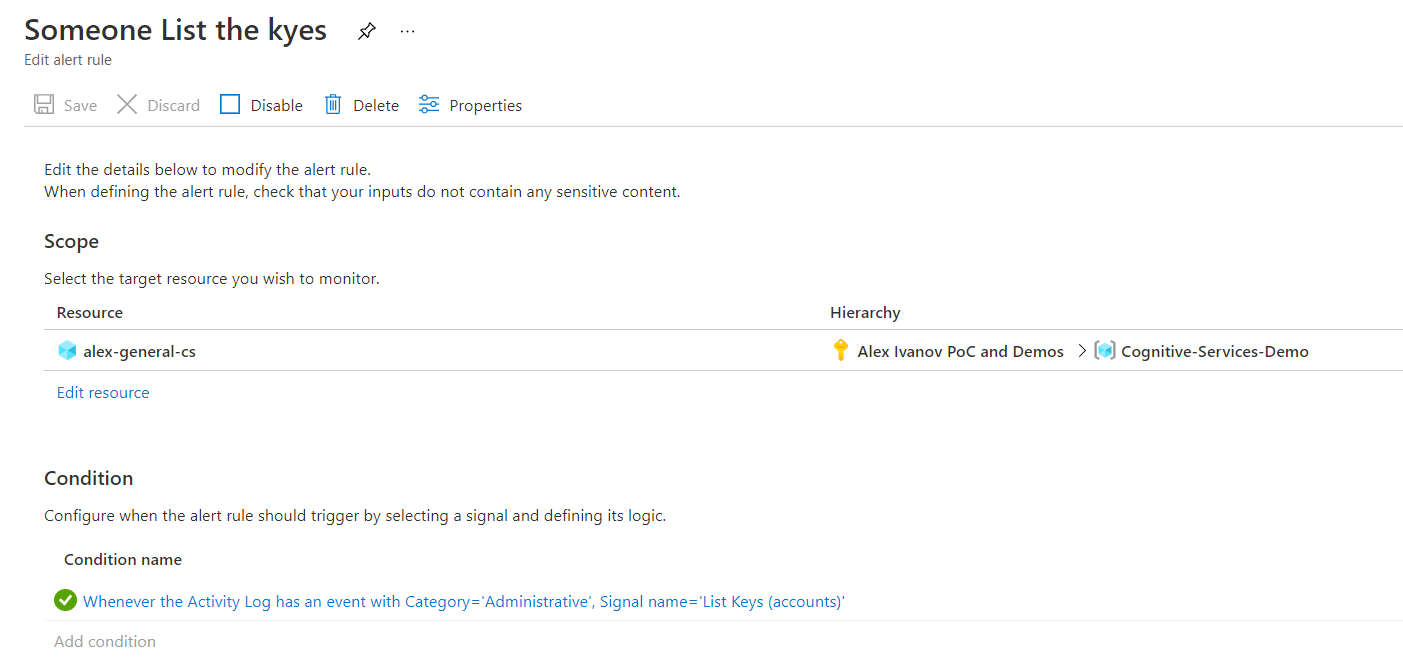 Someone List the kyes
Edit alert rule
Save Discard Disable Delete Properties
Edit the details below to modify the alert rule.
When defining the alert rule, check that your inputs do not contain any sensitive content.
Scope
Select the target resource you wish to monitor.
Resource Hierarchy
alex-general-cs Alex Ivanov PoC and Demos > Cognitive-Services-Demo
Edit resource
Condition
Configure when the alert rule should trigger by selecting a signal and defining its logic.
Condition name
Whenever the Activity Log has an event with Category='Administrative', Signal name='List Keys (accounts)'
Add condition